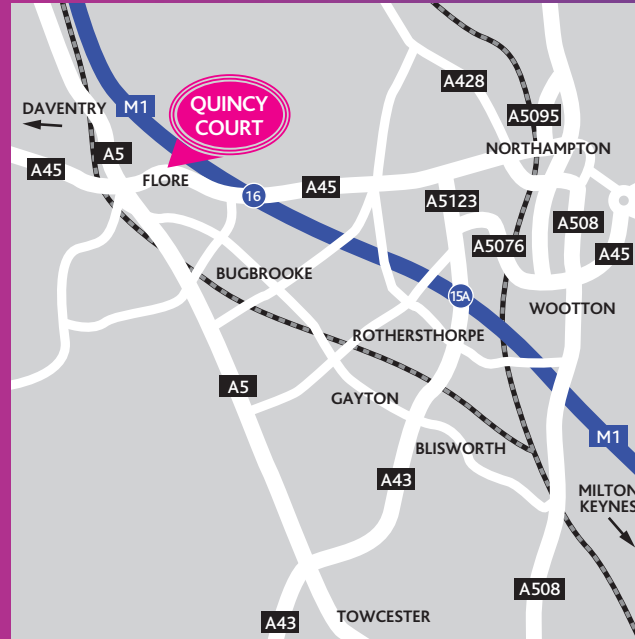 A428
DAVENTRY
M1
QUINCY
COURT
A5095
NORTHAMPTON
A5
A45
FLORE
16
A45
A5123
A508
A5076
A45
BUGBROOKE
15A
WOOTTON
ROTHERSTHORPE
A5
GAYTON
M1
BLISWORTH
A43
MILTON
KEYNES
A508
A43
TOWCESTER